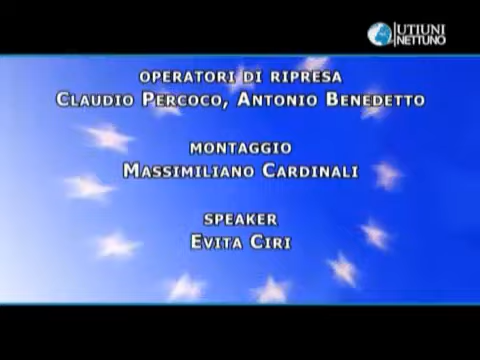 UTIUNI
NETTUNO
OPERATORI DI RIPRESA
CLAUDIO PERCOCO, ANTONIO BENEDETTO
MONTAGGIO
MASSIMILIANO CARDINALI
SPEAKER
EVITA CIRI